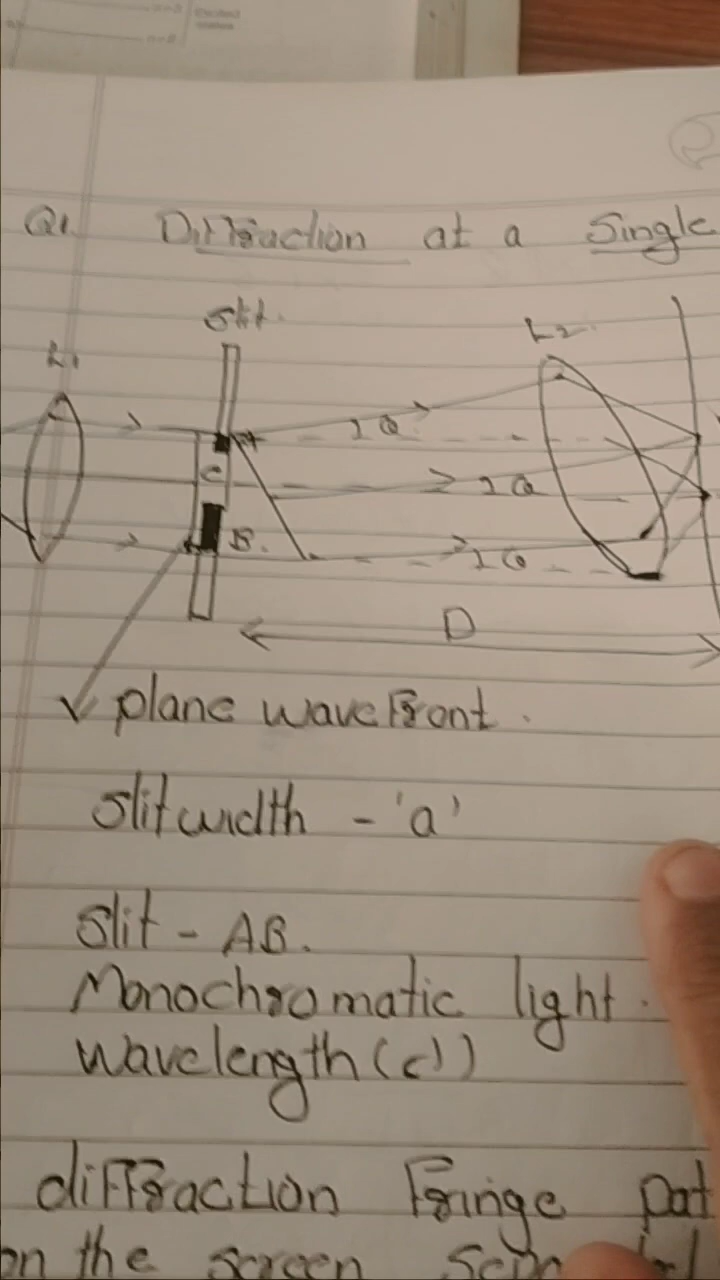 Q1 Diffraction at a Single
Slit.
L1
L2
A
C
B.
D
plane wavefront.
Slitwidth - 'a'
Slit - AB.
Monochromatic light.
Wavelength (d)
diffraction Fringe pat
on the screen